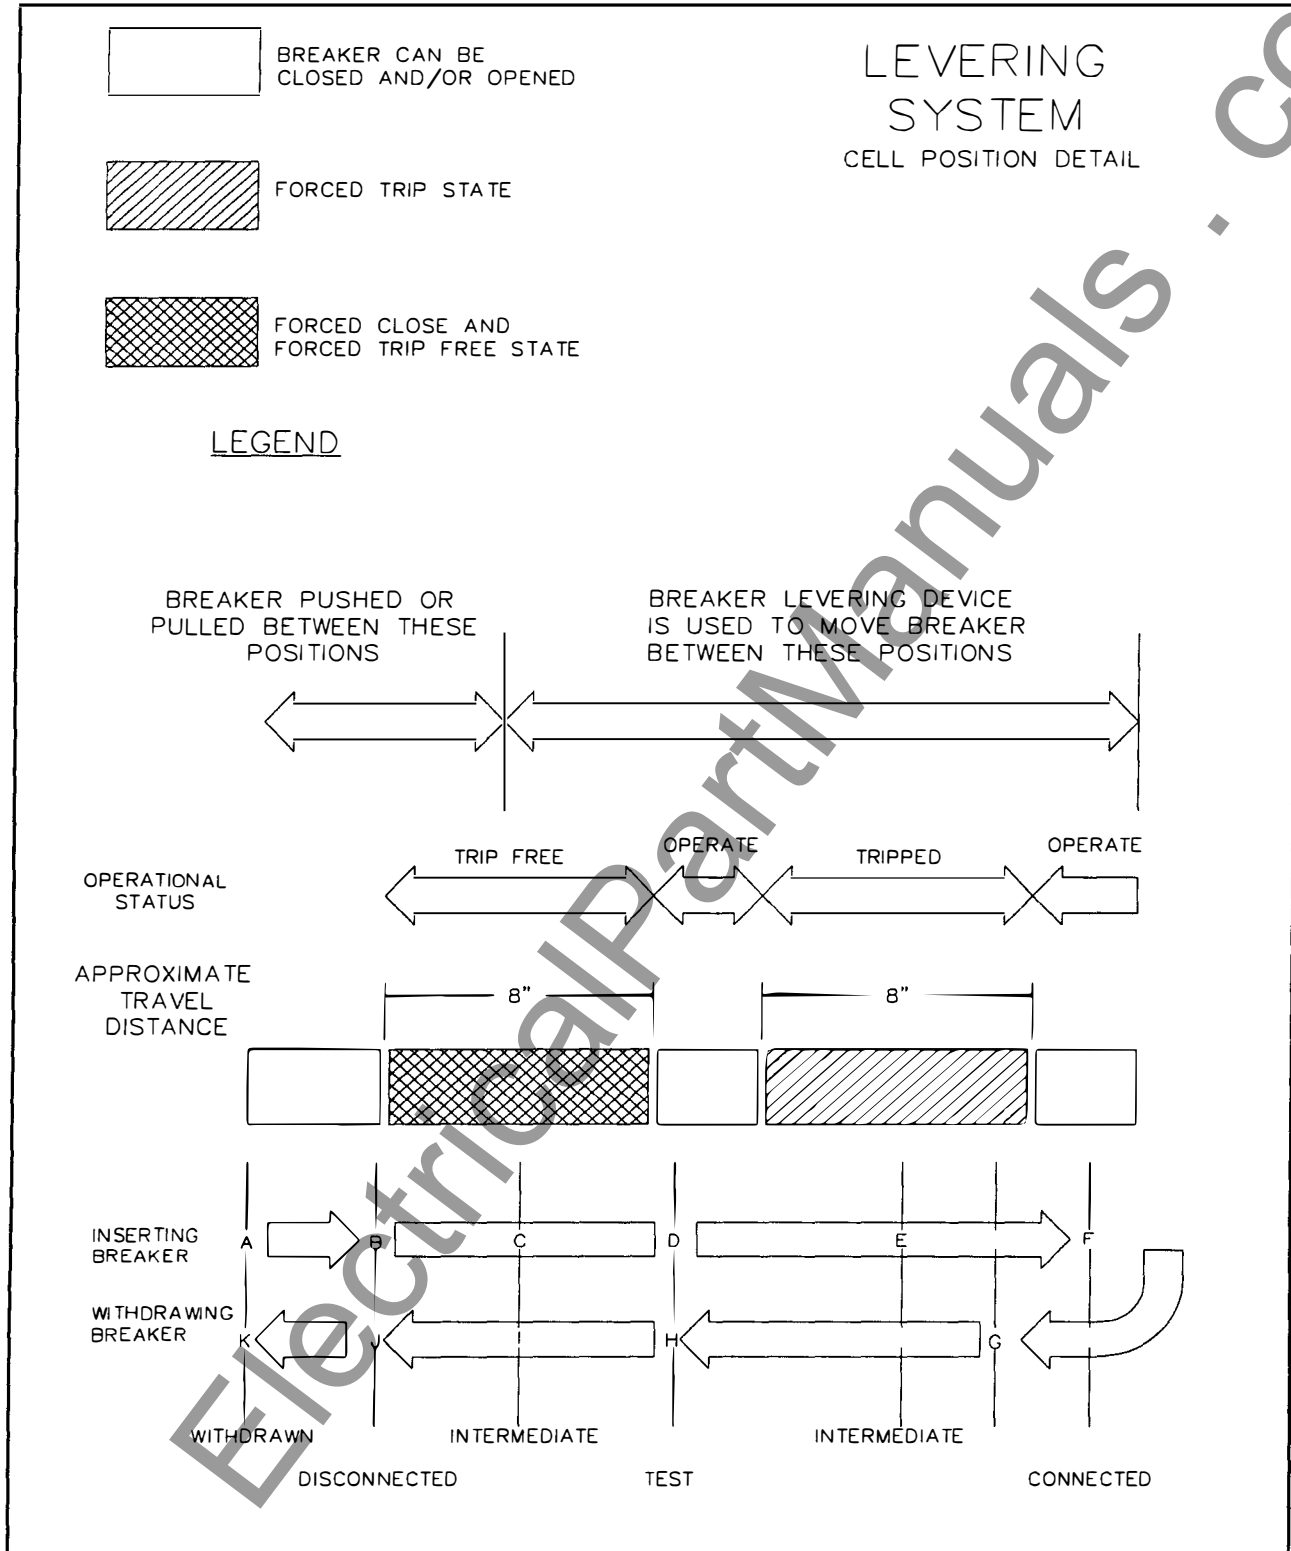 BREAKER CAN BE
CLOSED AND/OR OPENED
LEVERING
SYSTEM
CELL POSITION DETAIL
FORCED TRIP STATE
FORCED CLOSE AND
FORCED TRIP FREE STATE
LEGEND
BREAKER PUSHED OR
PULLED BETWEEN THESE
POSITIONS
BREAKER LEVERING DEVICE
IS USED TO MOVE BREAKER
BETWEEN THESE POSITIONS
OPERATIONAL
STATUS
TRIP FREE
OPERATE
TRIPPED
OPERATE
APPROXIMATE
TRAVEL
DISTANCE
8"
8"
INSERTING
BREAKER
A
B
C
D
E
F
WITHDRAWING
BREAKER
K
J
H
G
WITHDRAWN
INTERMEDIATE
INTERMEDIATE
DISCONNECTED
TEST
CONNECTED
ElectricalPartManuals . co